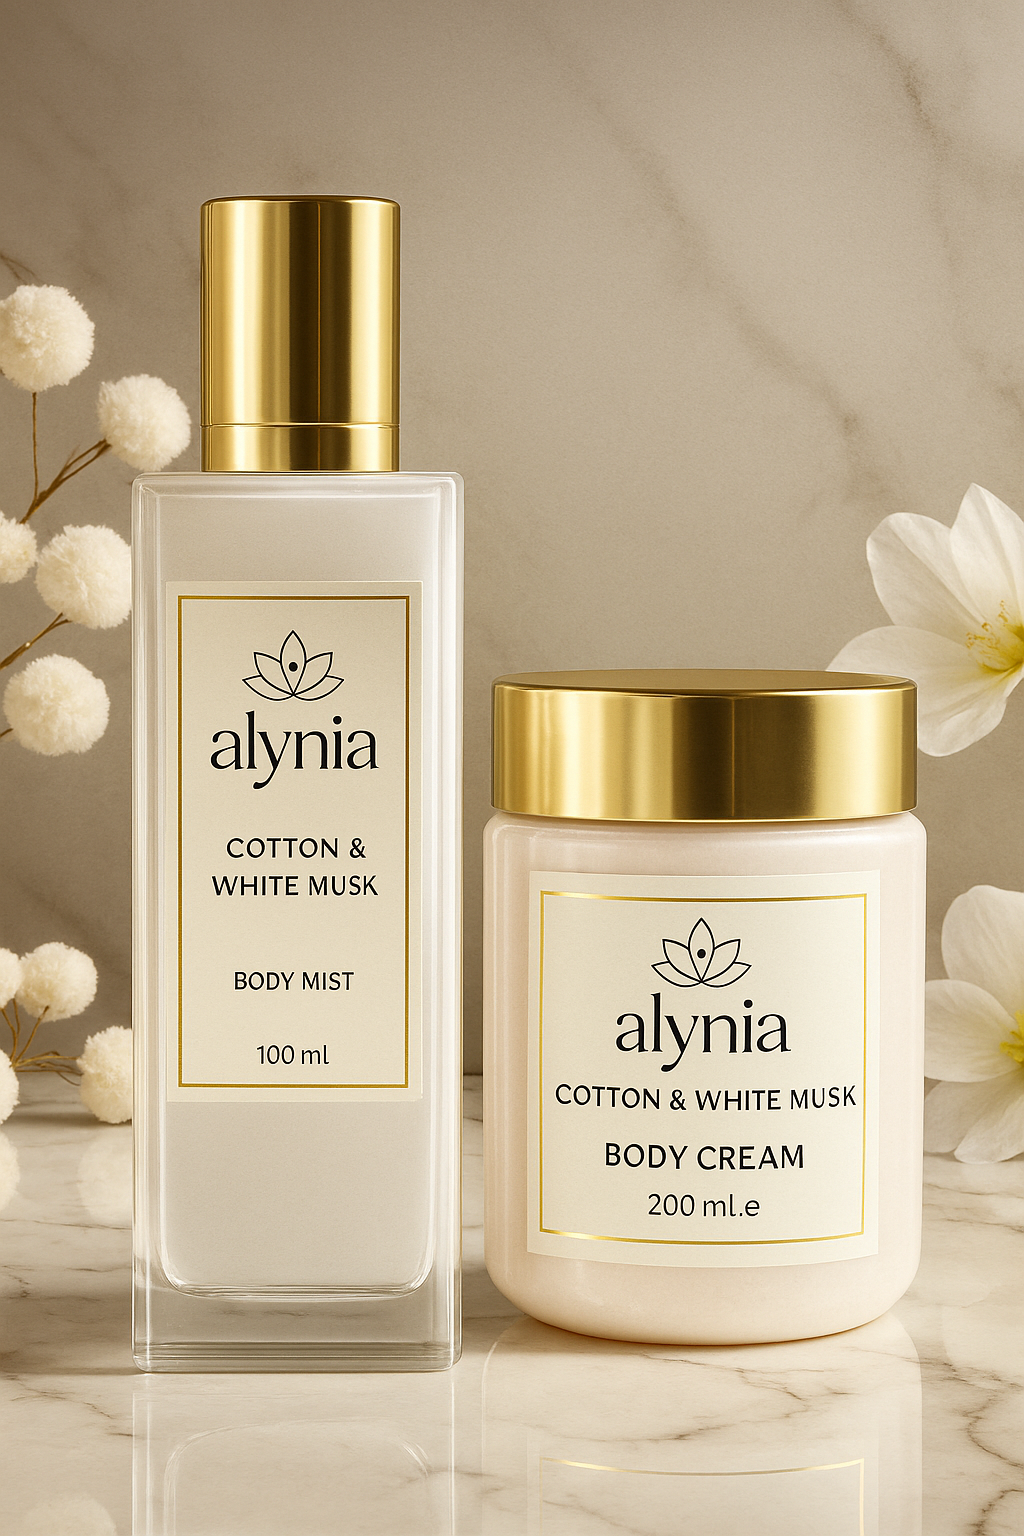 alynia
COTTON &
WHITE MUSK
BODY MIST
100 ml
alynia
COTTON & WHITE MUSK
BODY CREAM
200 ml.e